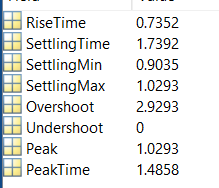 RiseTime 0.7352
SettlingTime 1.7392
SettlingMin 0.9035
SettlingMax 1.0293
Overshoot 2.9293
Undershoot 0
Peak 1.0293
PeakTime 1.4858